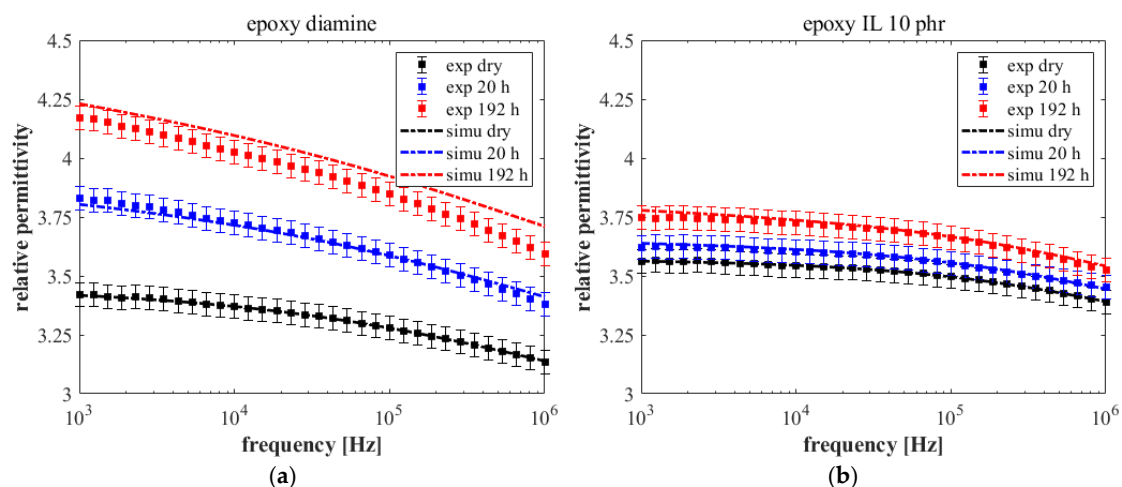 epoxy diamine
4.5
4.25
4
3.75
3.5
3.25
3
relative permittivity
exp dry
exp 20 h
exp 192 h
simu dry
simu 20 h
simu 192 h
10³
10⁴
10⁵
10⁶
frequency [Hz]
(a)
epoxy IL 10 phr
4.5
4.25
4
3.75
3.5
3.25
3
relative permittivity
exp dry
exp 20 h
exp 192 h
simu dry
simu 20 h
simu 192 h
10³
10⁴
10⁵
10⁶
frequency [Hz]
(b)